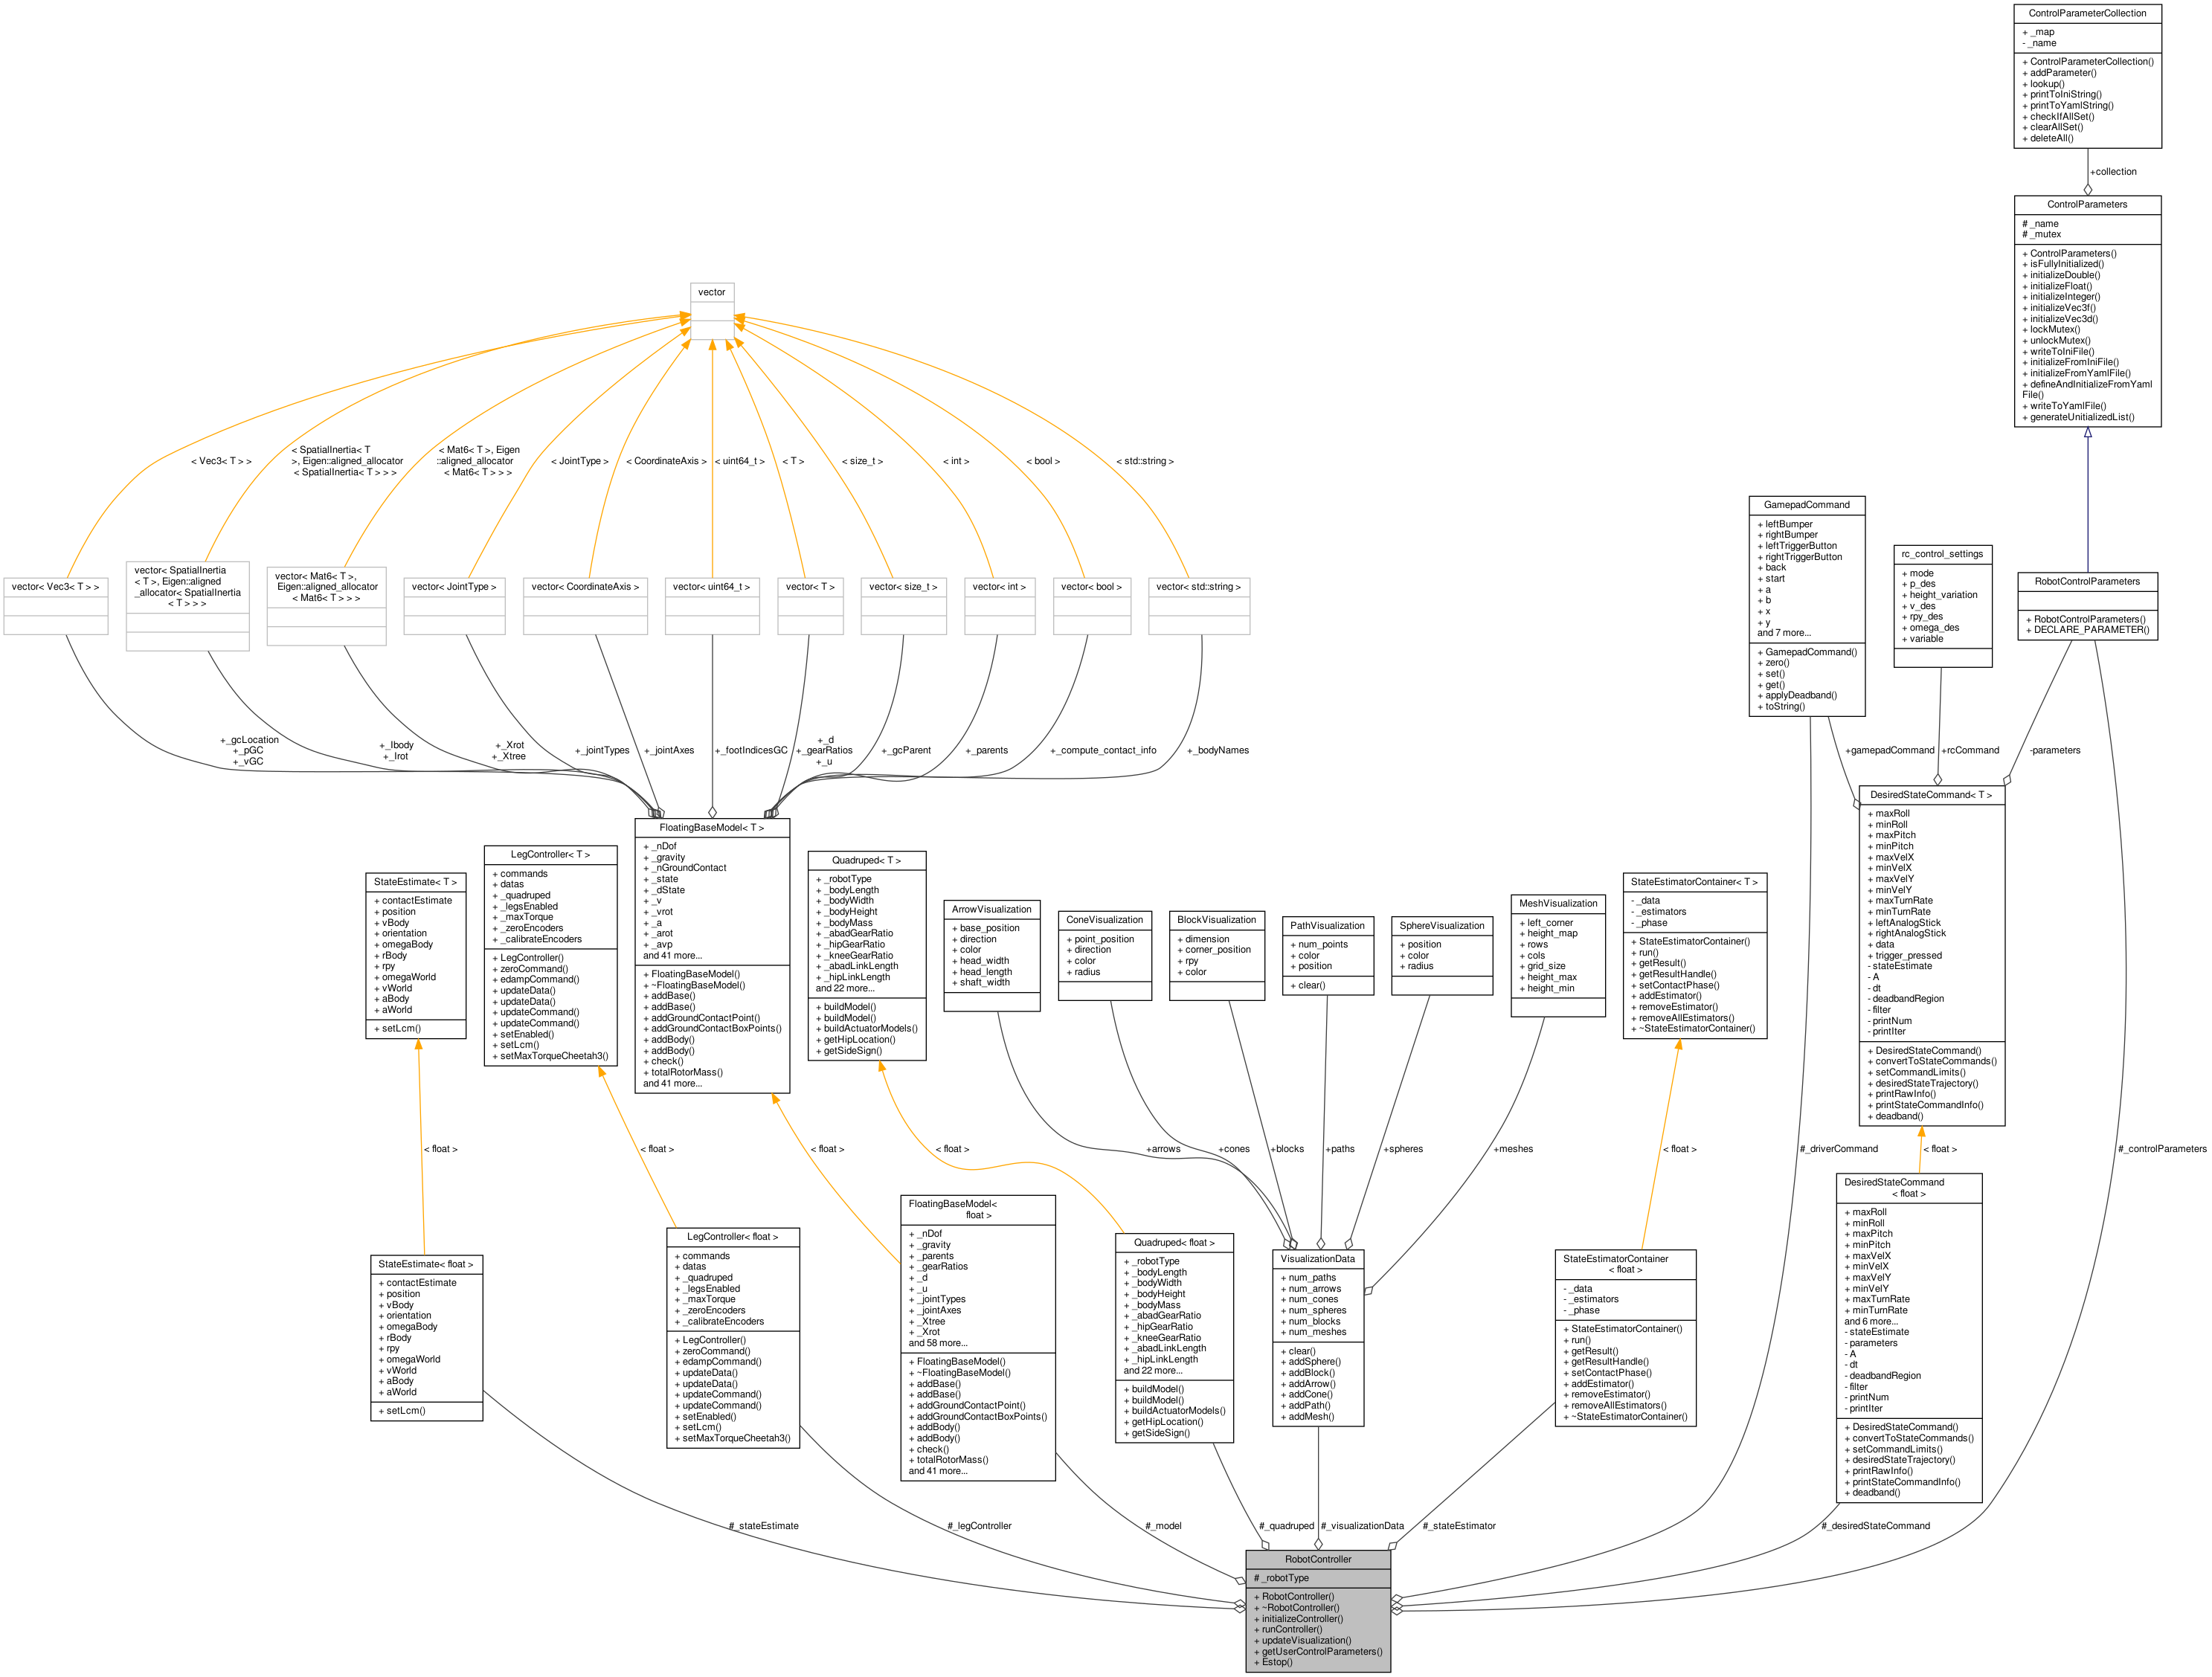 ControlParameterCollection
+ _map
- _name
+ ControlParameterCollection()
+ addParameter()
+ lookup()
+ printToIniString()
+ printToYamlString()
+ checkIfAllSet()
+ clearAllSet()
+ deleteAll()
+collection
ControlParameters
# _name
# _mutex
+ ControlParameters()
+ isFullyInitialized()
+ initializeDouble()
+ initializeFloat()
+ initializeInteger()
+ initializeVec3f()
+ initializeVec3d()
+ lockMutex()
+ unlockMutex()
+ writeToIniFile()
+ initializeFromIniFile()
+ initializeFromYamlFile()
+ defineAndInitializeFromYaml
File()
+ writeToYamlFile()
+ generateUnitializedList()
vector
< Vec3< T > >
< SpatialInertia< T
>, Eigen::aligned_allocator
< SpatialInertia< T > > >
< Mat6< T >, Eigen
::aligned_allocator
< Mat6< T > > >
< JointType >
< CoordinateAxis >
< uint64_t >
< T >
< size_t >
< int >
< bool >
< std::string >
vector< Vec3< T > >
vector< SpatialInertia
< T >, Eigen::aligned
_allocator< SpatialInertia
< T > > >
vector< Mat6< T >,
Eigen::aligned_allocator
< Mat6< T > > >
vector< JointType >
vector< CoordinateAxis >
vector< uint64_t >
vector< T >
vector< size_t >
vector< int >
vector< bool >
vector< std::string >
GamepadCommand
+ leftBumper
+ rightBumper
+ leftTriggerButton
+ rightTriggerButton
+ back
+ start
+ a
+ b
+ x
+ y
and 7 more...
+ GamepadCommand()
+ zero()
+ set()
+ get()
+ applyDeadband()
+ toString()
rc_control_settings
+ mode
+ p_des
+ height_variation
+ v_des
+ rpy_des
+ omega_des
+ variable
RobotControlParameters
+ RobotControlParameters()
+ DECLARE_PARAMETER()
+_gcLocation
+_pGC
+_vGC
+_Ibody
+_Irot
+_Xrot
+_Xtree
+_jointTypes
+_jointAxes
+_footIndicesGC
+_d
+_gearRatios
+_u
+_gcParent
+_parents
+_compute_contact_info
+_bodyNames
+gamepadCommand
+rcCommand
-parameters
StateEstimate< T >
+ contactEstimate
+ position
+ vBody
+ orientation
+ omegaBody
+ rBody
+ rpy
+ omegaWorld
+ vWorld
+ aBody
+ aWorld
+ setLcm()
LegController< T >
+ commands
+ datas
+ _quadruped
+ _legsEnabled
+ _maxTorque
+ _zeroEncoders
+ _calibrateEncoders
+ LegController()
+ zeroCommand()
+ edampCommand()
+ updateData()
+ updateData()
+ updateCommand()
+ updateCommand()
+ setEnabled()
+ setLcm()
+ setMaxTorqueCheetah3()
FloatingBaseModel< T >
+ _nDof
+ _gravity
+ _nGroundContact
+ _state
+ _dState
+ _v
+ _vrot
+ _a
+ _arot
+ _avp
and 41 more...
+ FloatingBaseModel()
+ ~FloatingBaseModel()
+ addBase()
+ addBase()
+ addGroundContactPoint()
+ addGroundContactBoxPoints()
+ addBody()
+ addBody()
+ check()
+ totalRotorMass()
and 41 more...
Quadruped< T >
+ _robotType
+ _bodyLength
+ _bodyWidth
+ _bodyHeight
+ _bodyMass
+ _abadGearRatio
+ _hipGearRatio
+ _kneeGearRatio
+ _abadLinkLength
+ _hipLinkLength
and 22 more...
+ buildModel()
+ buildModel()
+ buildActuatorModels()
+ getHipLocation()
+ getSideSign()
ArrowVisualization
+ base_position
+ direction
+ color
+ head_width
+ head_length
+ shaft_width
ConeVisualization
+ point_position
+ direction
+ color
+ radius
BlockVisualization
+ dimension
+ corner_position
+ rpy
+ color
PathVisualization
+ num_points
+ color
+ position
+ clear()
SphereVisualization
+ position
+ color
+ radius
MeshVisualization
+ left_corner
+ height_map
+ rows
+ cols
+ grid_size
+ height_max
+ height_min
StateEstimatorContainer< T >
- _data
- _estimators
- _phase
+ StateEstimatorContainer()
+ run()
+ getResult()
+ getResultHandle()
+ setContactPhase()
+ addEstimator()
+ removeEstimator()
+ removeAllEstimators()
+ ~StateEstimatorContainer()
DesiredStateCommand< T >
+ maxRoll
+ minRoll
+ maxPitch
+ minPitch
+ maxVelX
+ minVelX
+ maxVelY
+ minVelY
+ maxTurnRate
+ minTurnRate
+ leftAnalogStick
+ rightAnalogStick
+ data
+ trigger_pressed
- stateEstimate
- A
- dt
- deadbandRegion
- filter
- printNum
- printIter
+ DesiredStateCommand()
+ convertToStateCommands()
+ setCommandLimits()
+ desiredStateTrajectory()
+ printRawInfo()
+ printStateCommandInfo()
+ deadband()
< float >
< float >
< float >
< float >
+arrows
+cones
+blocks
+paths
+spheres
+meshes
< float >
#_driverCommand
< float >
#_controlParameters
StateEstimate< float >
+ contactEstimate
+ position
+ vBody
+ orientation
+ omegaBody
+ rBody
+ rpy
+ omegaWorld
+ vWorld
+ aBody
+ aWorld
+ setLcm()
LegController< float >
+ commands
+ datas
+ _quadruped
+ _legsEnabled
+ _maxTorque
+ _zeroEncoders
+ _calibrateEncoders
+ LegController()
+ zeroCommand()
+ edampCommand()
+ updateData()
+ updateData()
+ updateCommand()
+ updateCommand()
+ setEnabled()
+ setLcm()
+ setMaxTorqueCheetah3()
FloatingBaseModel<
float >
+ _nDof
+ _gravity
+ _parents
+ _gearRatios
+ _d
+ _u
+ _jointTypes
+ _jointAxes
+ _Xtree
+ _Xrot
and 58 more...
+ FloatingBaseModel()
+ ~FloatingBaseModel()
+ addBase()
+ addBase()
+ addGroundContactPoint()
+ addGroundContactBoxPoints()
+ addBody()
+ addBody()
+ check()
+ totalRotorMass()
and 41 more...
Quadruped< float >
+ _robotType
+ _bodyLength
+ _bodyWidth
+ _bodyHeight
+ _bodyMass
+ _abadGearRatio
+ _hipGearRatio
+ _kneeGearRatio
+ _abadLinkLength
+ _hipLinkLength
and 22 more...
+ buildModel()
+ buildModel()
+ buildActuatorModels()
+ getHipLocation()
+ getSideSign()
VisualizationData
+ num_paths
+ num_arrows
+ num_cones
+ num_spheres
+ num_blocks
+ num_meshes
+ clear()
+ addSphere()
+ addBlock()
+ addArrow()
+ addCone()
+ addPath()
+ addMesh()
StateEstimatorContainer
< float >
- _data
- _estimators
- _phase
+ StateEstimatorContainer()
+ run()
+ getResult()
+ getResultHandle()
+ setContactPhase()
+ addEstimator()
+ removeEstimator()
+ removeAllEstimators()
+ ~StateEstimatorContainer()
DesiredStateCommand
< float >
+ maxRoll
+ minRoll
+ maxPitch
+ minPitch
+ maxVelX
+ minVelX
+ maxVelY
+ minVelY
+ maxTurnRate
+ minTurnRate
and 6 more...
- stateEstimate
- parameters
- A
- dt
- deadbandRegion
- filter
- printNum
- printIter
+ DesiredStateCommand()
+ convertToStateCommands()
+ setCommandLimits()
+ desiredStateTrajectory()
+ printRawInfo()
+ printStateCommandInfo()
+ deadband()
#_stateEstimate
#_legController
#_model
#_quadruped
#_visualizationData
#_stateEstimator
#_desiredStateCommand
RobotController
# _robotType
+ RobotController()
+ ~RobotController()
+ initializeController()
+ runController()
+ updateVisualization()
+ getUserControlParameters()
+ Estop()